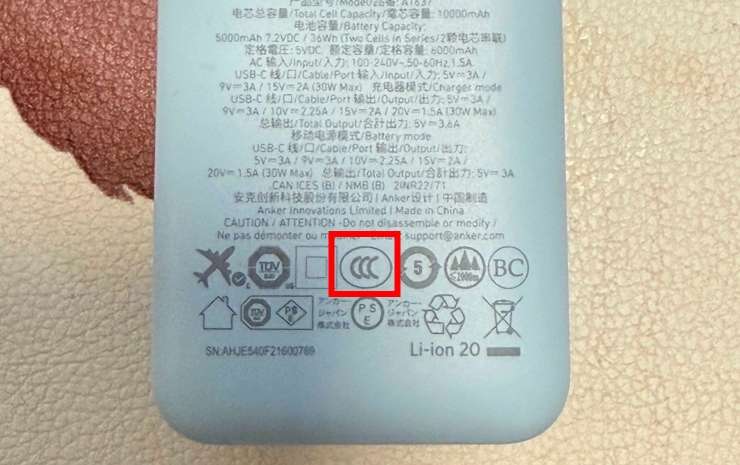 产品型号/Model/品番: A1637
电芯总容量/Total Cell Capacity/電芯容量: 10000mAh
电池容量/Battery Capacity:
5000mAh 7.2VDC / 36Wh (Two Cells in Series/2颗电芯串联)
定格電圧: 5VDC, 额定容量/定格容量: 6000mAh
AC 输入/Input/入力: 100-240V~,50-60Hz,1.5A
USB-C 线/口/Cable/Port 输入/Input/入力: 5V⎓3A /
9V⎓3A / 15V⎓2A (30W Max) 充电器模式/Charger mode
USB-C 线/口/Cable/Port 输出/Output/出力: 5V⎓3A /
9V⎓3A / 10V⎓2.25A / 15V⎓2A / 20V⎓1.5A (30W Max)
总输出/Total Output/合計出力: 5V⎓3.6A
移动电源模式/Battery mode
USB-C 线/口/Cable/Port 输出/Output/出力:
5V⎓3A / 9V⎓3A / 10V⎓2.25A / 15V⎓2A /
20V⎓1.5A (30W Max) 总输出/Total Output/合計出力: 5V⎓3A
CAN ICES (B) / NMB (B) 2INR22/71
安克创新科技股份有限公司 | Anker设计 | 中国制造
Anker Innovations Limited | Made in China
CAUTION / ATTENTION -Do not disassemble or modify /
Ne pas démonter ou support@anker.com
TÜV SUD US CCC 5 ≤2000m BC
TÜV SUD PSE アンカー・ジャパン株式会社 PSE アンカー・ジャパン株式会社
SN:AHJE540F21600769 Li-ion 20